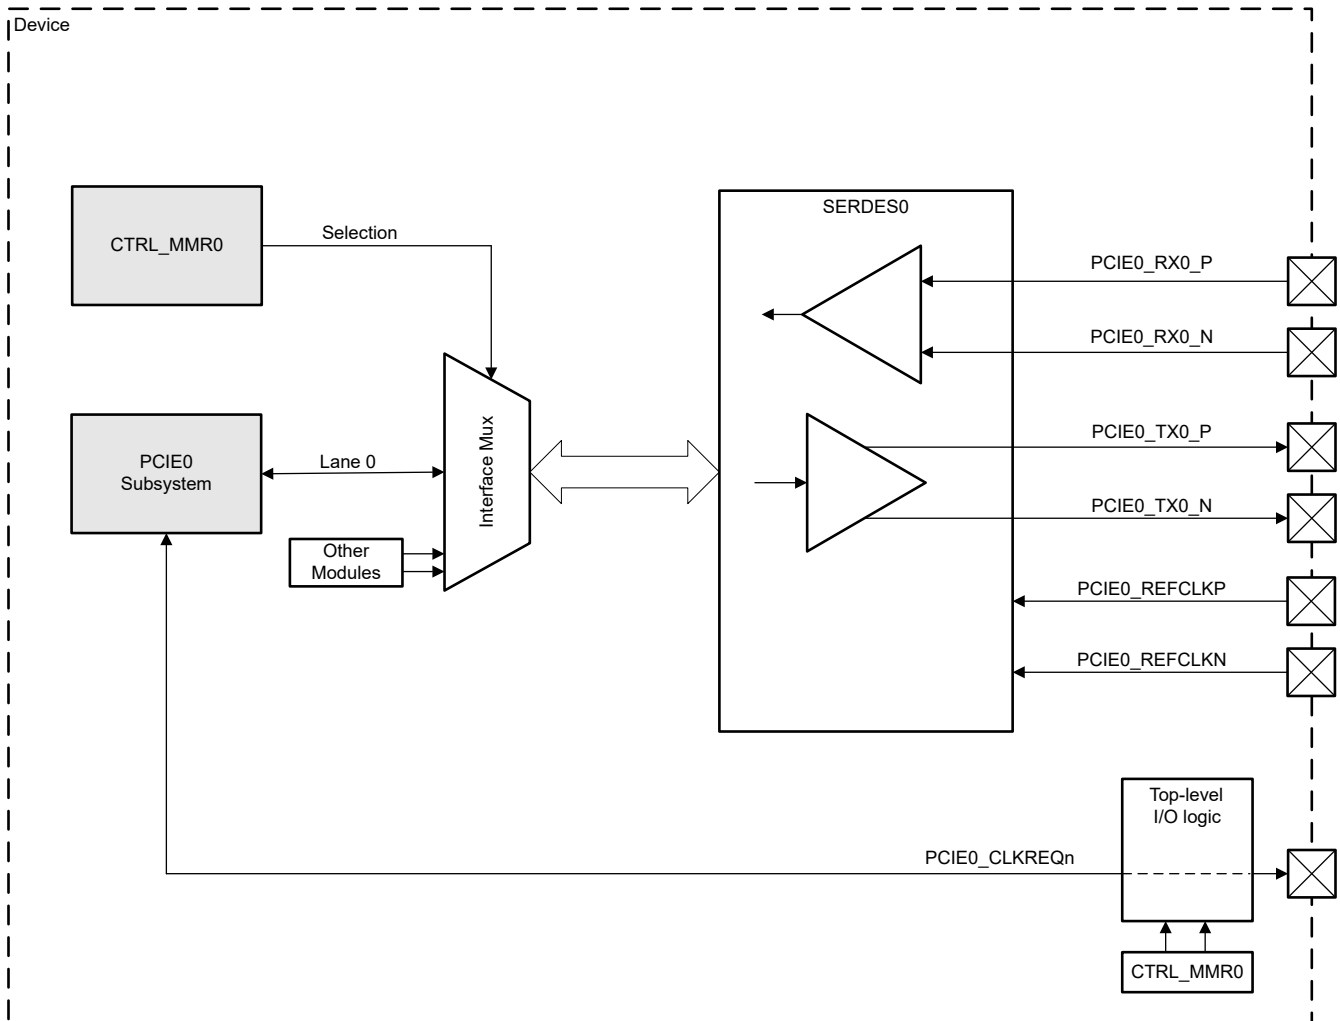 Device
CTRL_MMR0
Selection
SERDES0
PCIE0_RX0_P
PCIE0_RX0_N
PCIE0
Subsystem
Lane 0
Interface Mux
Other
Modules
PCIE0_TX0_P
PCIE0_TX0_N
PCIE0_REFCLKP
PCIE0_REFCLKN
Top-level
I/O logic
PCIE0_CLKREQn
CTRL_MMR0